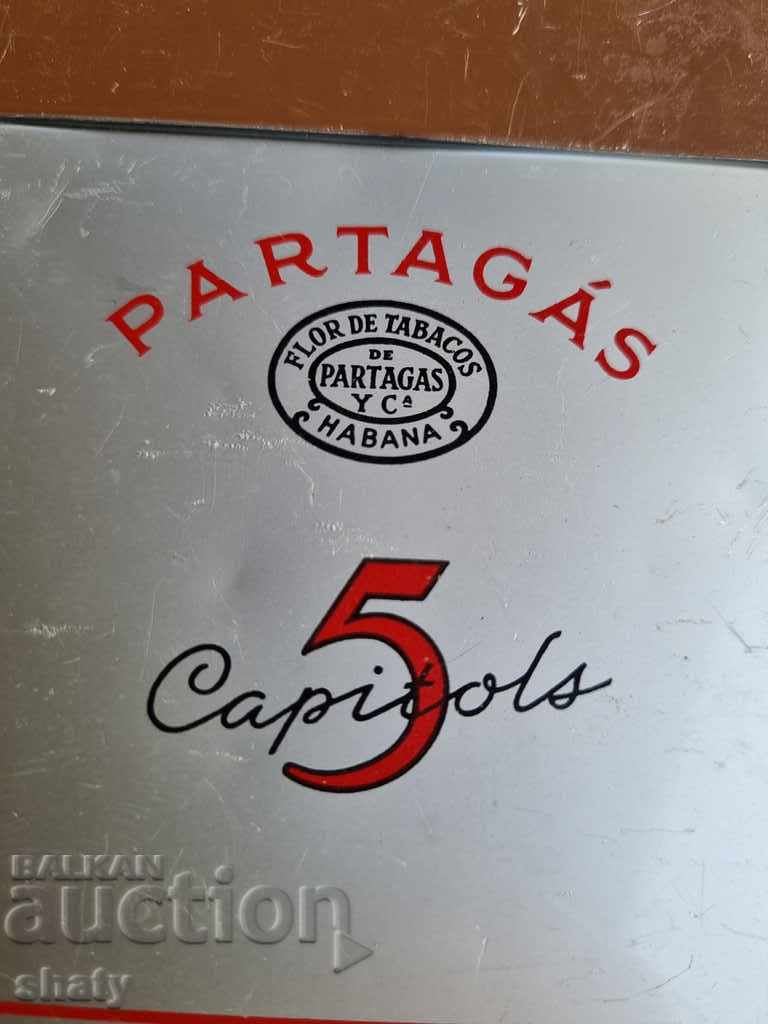 PARTAGÁS
FLOR DE TABACOS
DE
PARTAGAS
Y Cª
HABANA
5
Capitols
BALKAN
auction
shaty